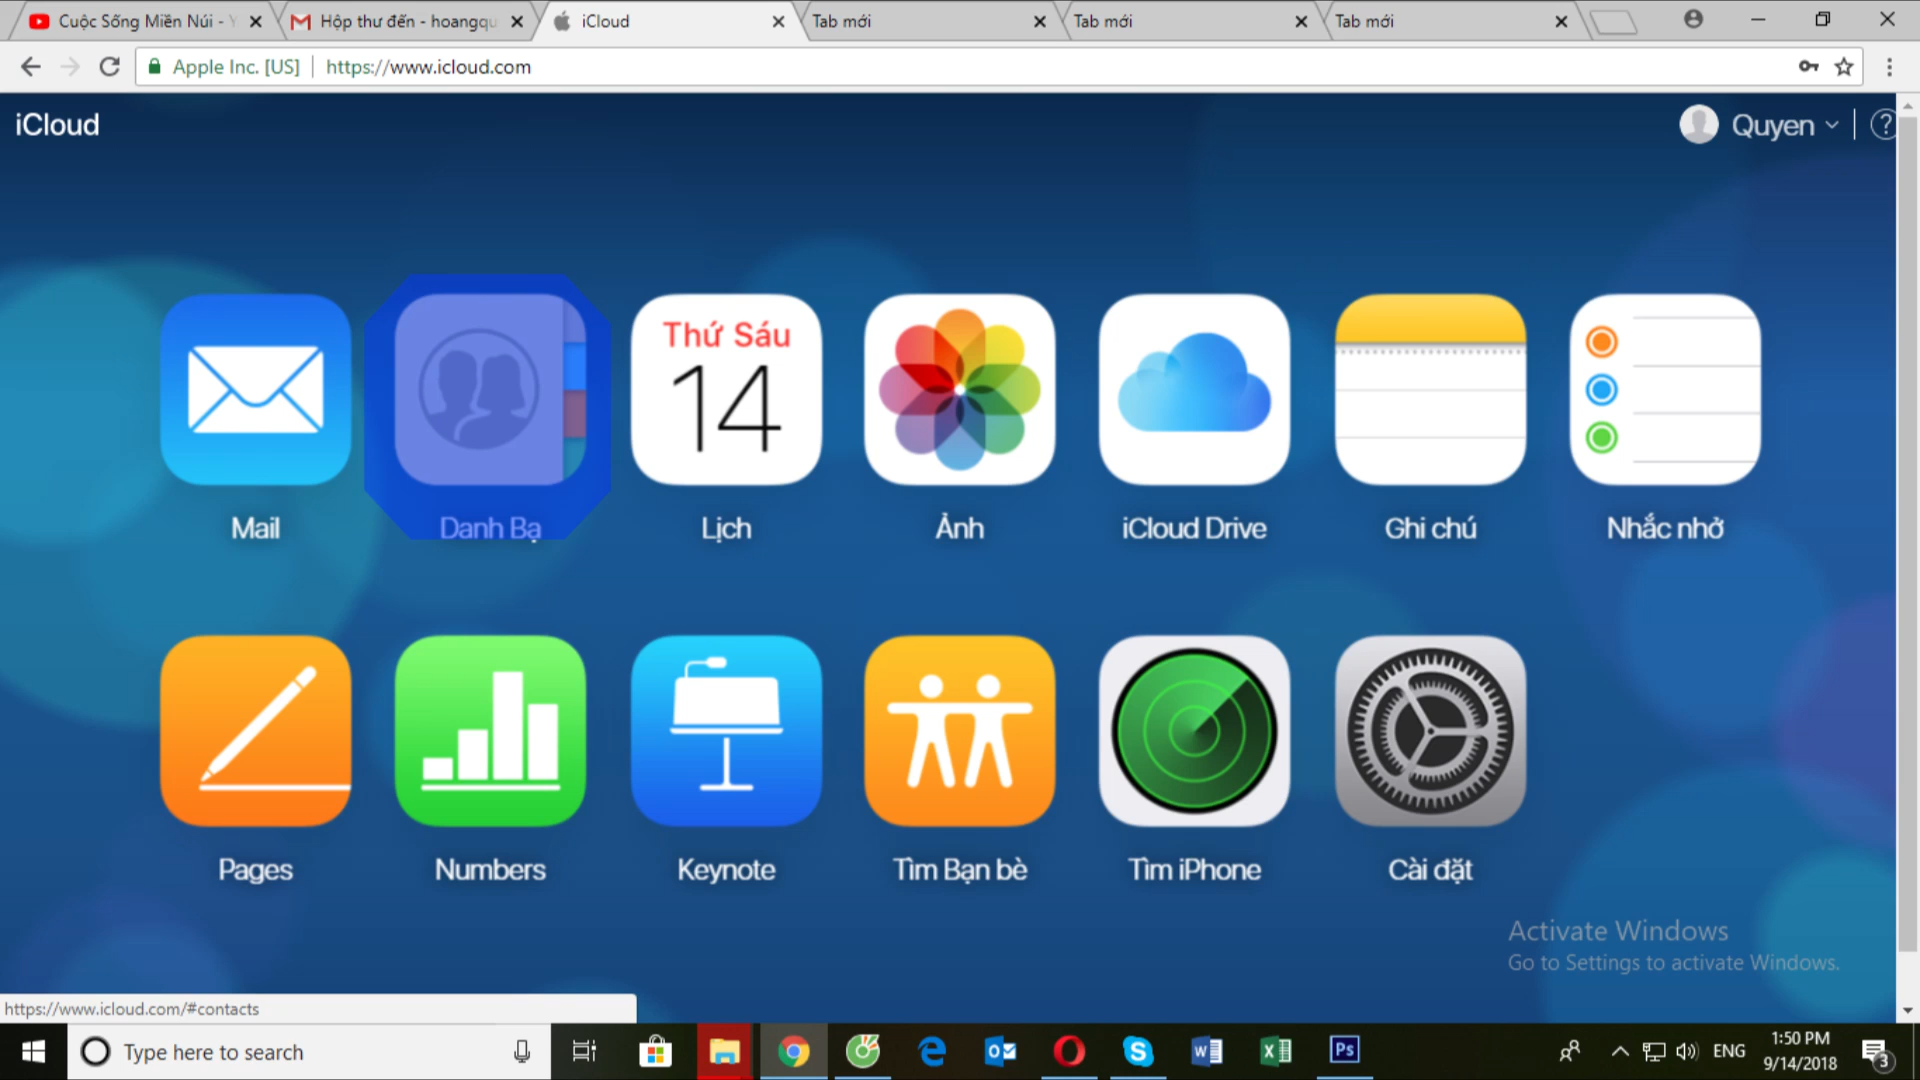 Cuộc Sống Miền Núi - Y
Hộp thư đến - hoangqu
iCloud
Tab mới
Tab mới
Tab mới
Apple Inc. [US]
https://www.icloud.com
iCloud
Quyen
?
Thứ Sáu
14
Mail
Danh Bạ
Lịch
Ảnh
iCloud Drive
Ghi chú
Nhắc nhở
Pages
Numbers
Keynote
Tìm Bạn bè
Tìm iPhone
Cài đặt
Activate Windows
Go to Settings to activate Windows.
https://www.icloud.com/#contacts
Type here to search
Ps
ENG
1:50 PM
9/14/2018
3